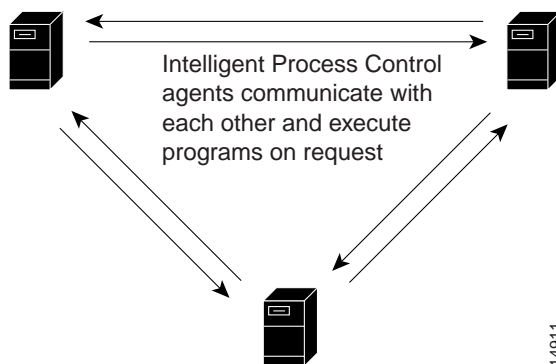 Intelligent Process Control
agents communicate with
each other and execute
programs on request